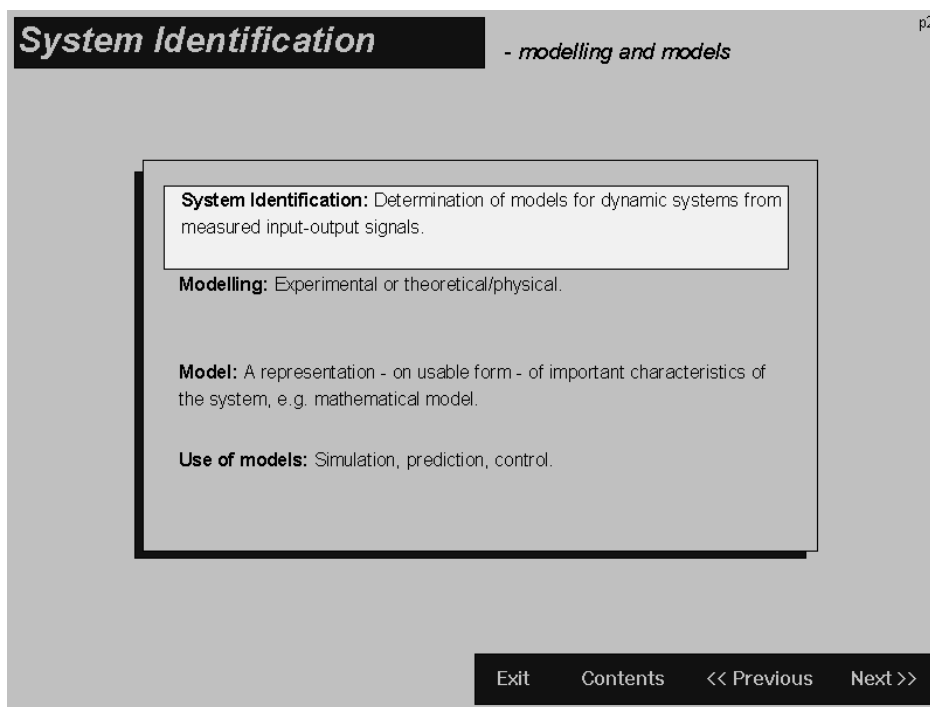 System Identification
- modelling and models
p2
System Identification: Determination of models for dynamic systems from
measured input-output signals.
Modelling: Experimental or theoretical/physical.
Model: A representation - on usable form - of important characteristics of
the system, e.g. mathematical model.
Use of models: Simulation, prediction, control.
Exit
Contents
<< Previous
Next >>